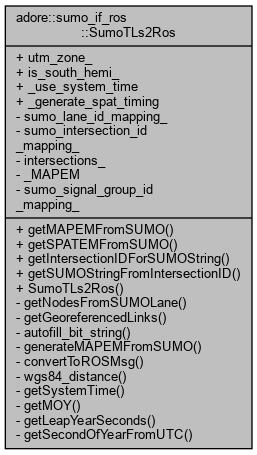 adore::sumo_if_ros
::SumoTLs2Ros
+ utm_zone_
+ is_south_hemi_
+ _use_system_time
+ _generate_spat_timing
- sumo_lane_id_mapping_
- sumo_intersection_id
_mapping_
- intersections_
- _MAPEM
- sumo_signal_group_id
_mapping_
+ getMAPEMFromSUMO()
+ getSPATEMFromSUMO()
+ getIntersectionIDForSUMOString()
+ getSUMOStringFromIntersectionID()
+ SumoTLs2Ros()
- getNodesFromSUMOLane()
- getGeoreferencedLinks()
- autofill_bit_string()
- generateMAPEMFromSUMO()
- convertToROSMsg()
- wgs84_distance()
- getSystemTime()
- getMOY()
- getLeapYearSeconds()
- getSecondOfYearFromUTC()